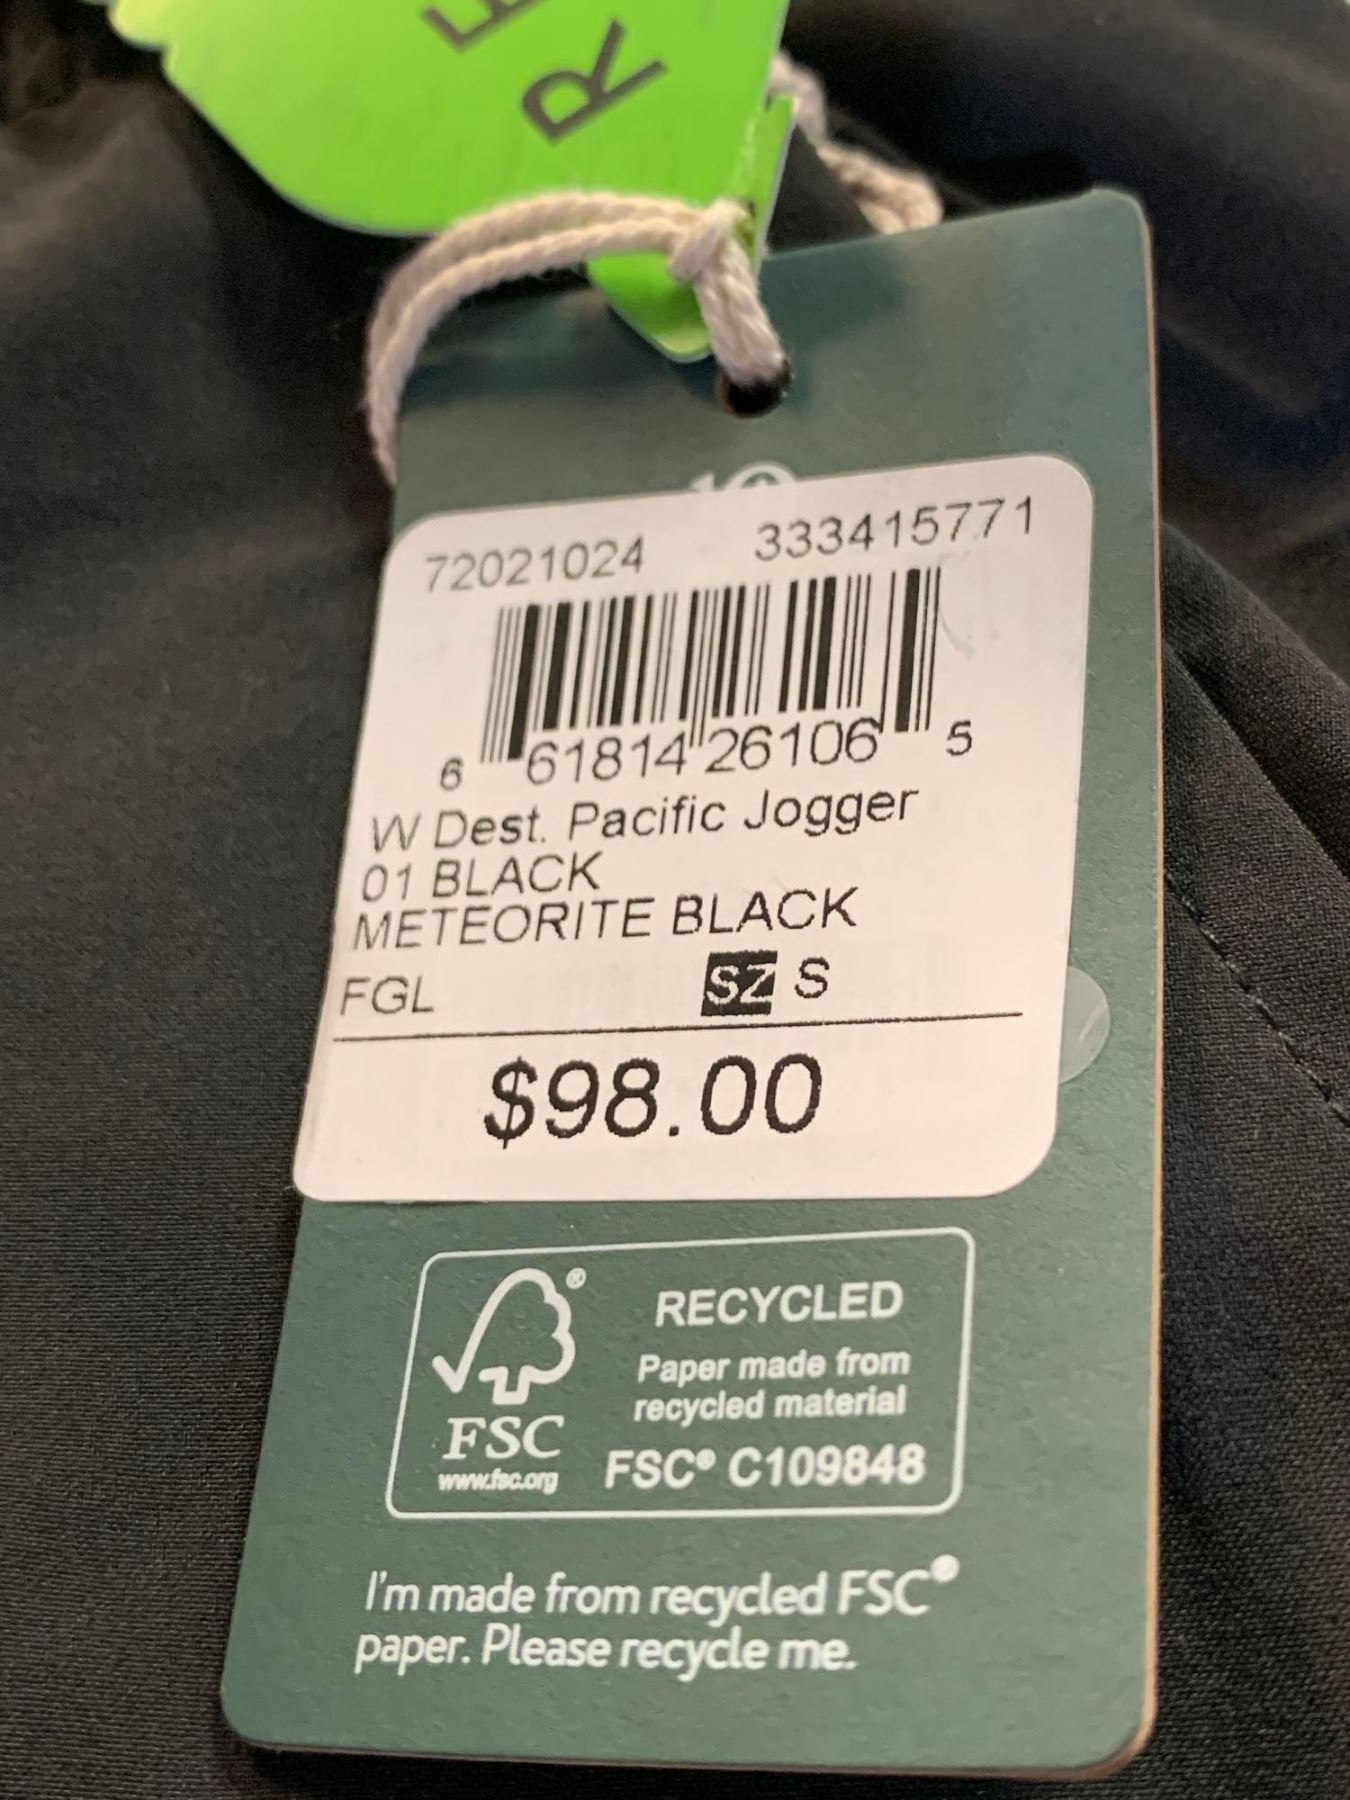 RE
72021024 333415771
6 61814 26106 5
W Dest. Pacific Jogger
01 BLACK
METEORITE BLACK
FGL SZ S
$98.00
®
RECYCLED
Paper made from
recycled material
FSC
www.fsc.org
FSC® C109848
I'm made from recycled FSC®
paper. Please recycle me.